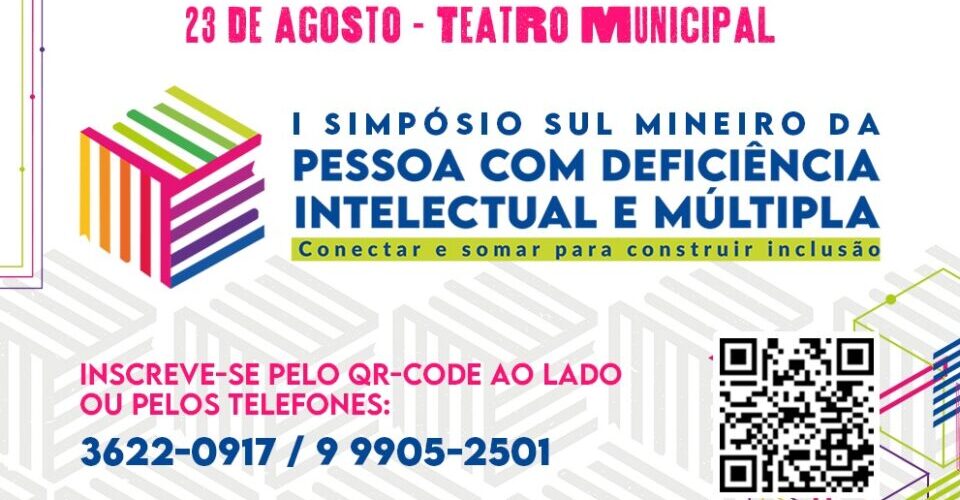 23 DE AGOSTO - TEATRO MUNICIPAL
I SIMPÓSIO SUL MINEIRO DA
PESSOA COM DEFICIÊNCIA
INTELECTUAL E MÚLTIPLA
Conectar e somar para construir inclusão
INSCREVE-SE PELO QR-CODE AO LADO
OU PELOS TELEFONES:
3622-0917 / 9 9905-2501